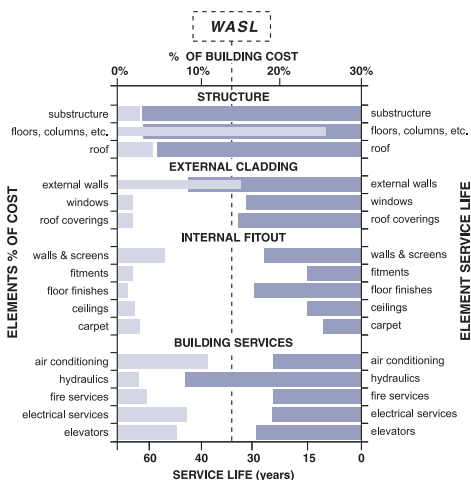 WASL
% OF BUILDING COST
0% 10% 20% 30%
STRUCTURE
substructure substructure
floors, columns, etc. floors, columns, etc.
roof roof
EXTERNAL CLADDING
external walls external walls
windows windows
roof coverings roof coverings
INTERNAL FITOUT
walls & screens walls & screens
fitments fitments
floor finishes floor finishes
ceilings ceilings
carpet carpet
BUILDING SERVICES
air conditioning air conditioning
hydraulics hydraulics
fire services fire services
electrical services electrical services
elevators elevators
60 40 30 15 0
SERVICE LIFE (years)
ELEMENTS % OF COST
ELEMENT SERVICE LIFE